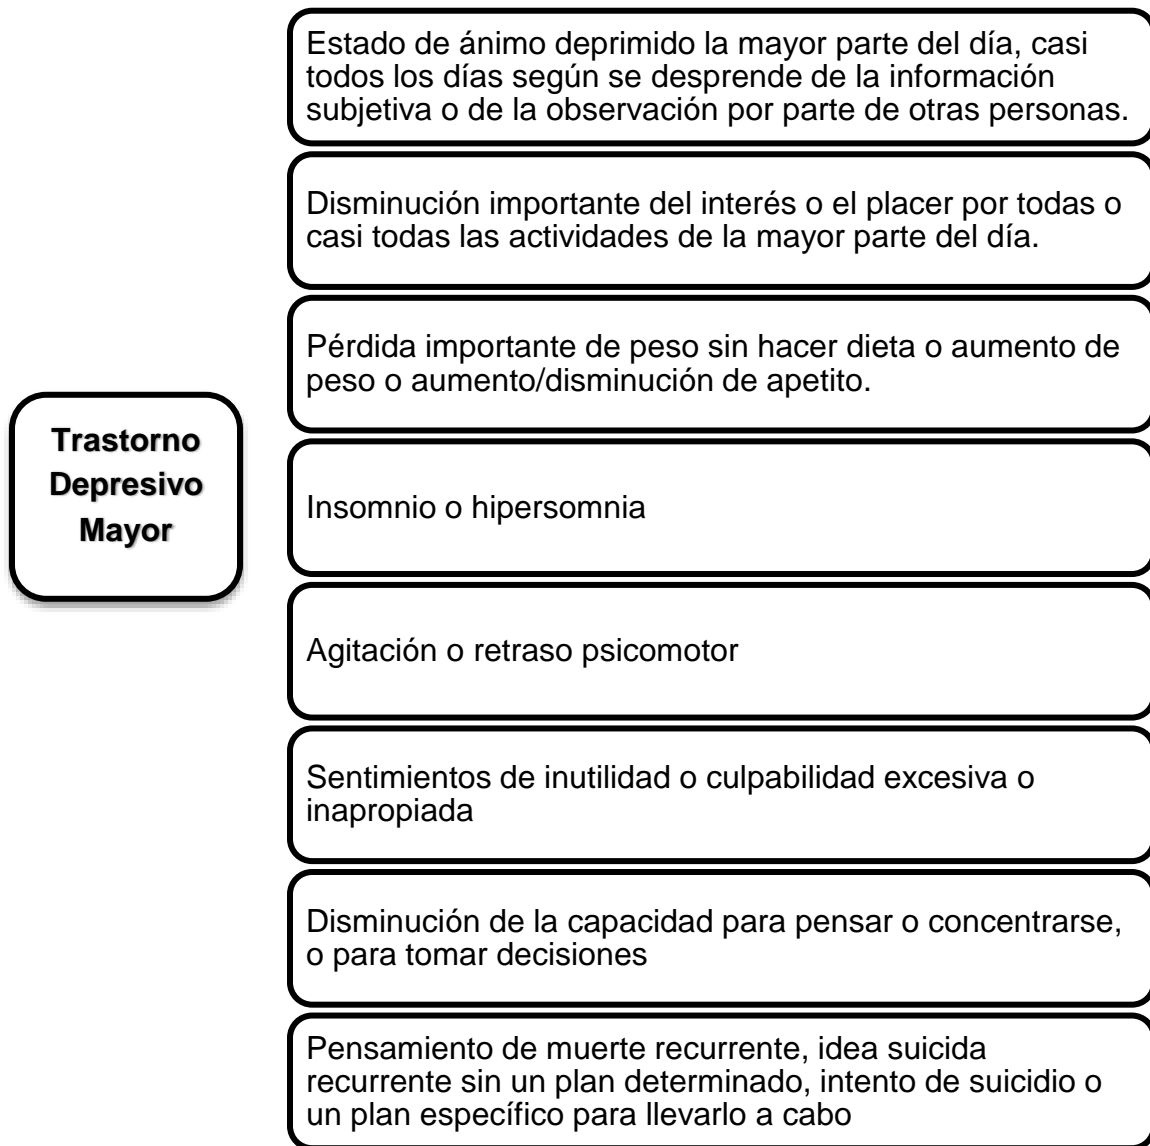 Estado de ánimo deprimido la mayor parte del día, casi
todos los días según se desprende de la información
subjetiva o de la observación por parte de otras personas.
Disminución importante del interés o el placer por todas o
casi todas las actividades de la mayor parte del día.
Pérdida importante de peso sin hacer dieta o aumento de
peso o aumento/disminución de apetito.
Trastorno
Depresivo
Mayor
Insomnio o hipersomnia
Agitación o retraso psicomotor
Sentimientos de inutilidad o culpabilidad excesiva o
inapropiada
Disminución de la capacidad para pensar o concentrarse,
o para tomar decisiones
Pensamiento de muerte recurrente, idea suicida
recurrente sin un plan determinado, intento de suicidio o
un plan específico para llevarlo a cabo